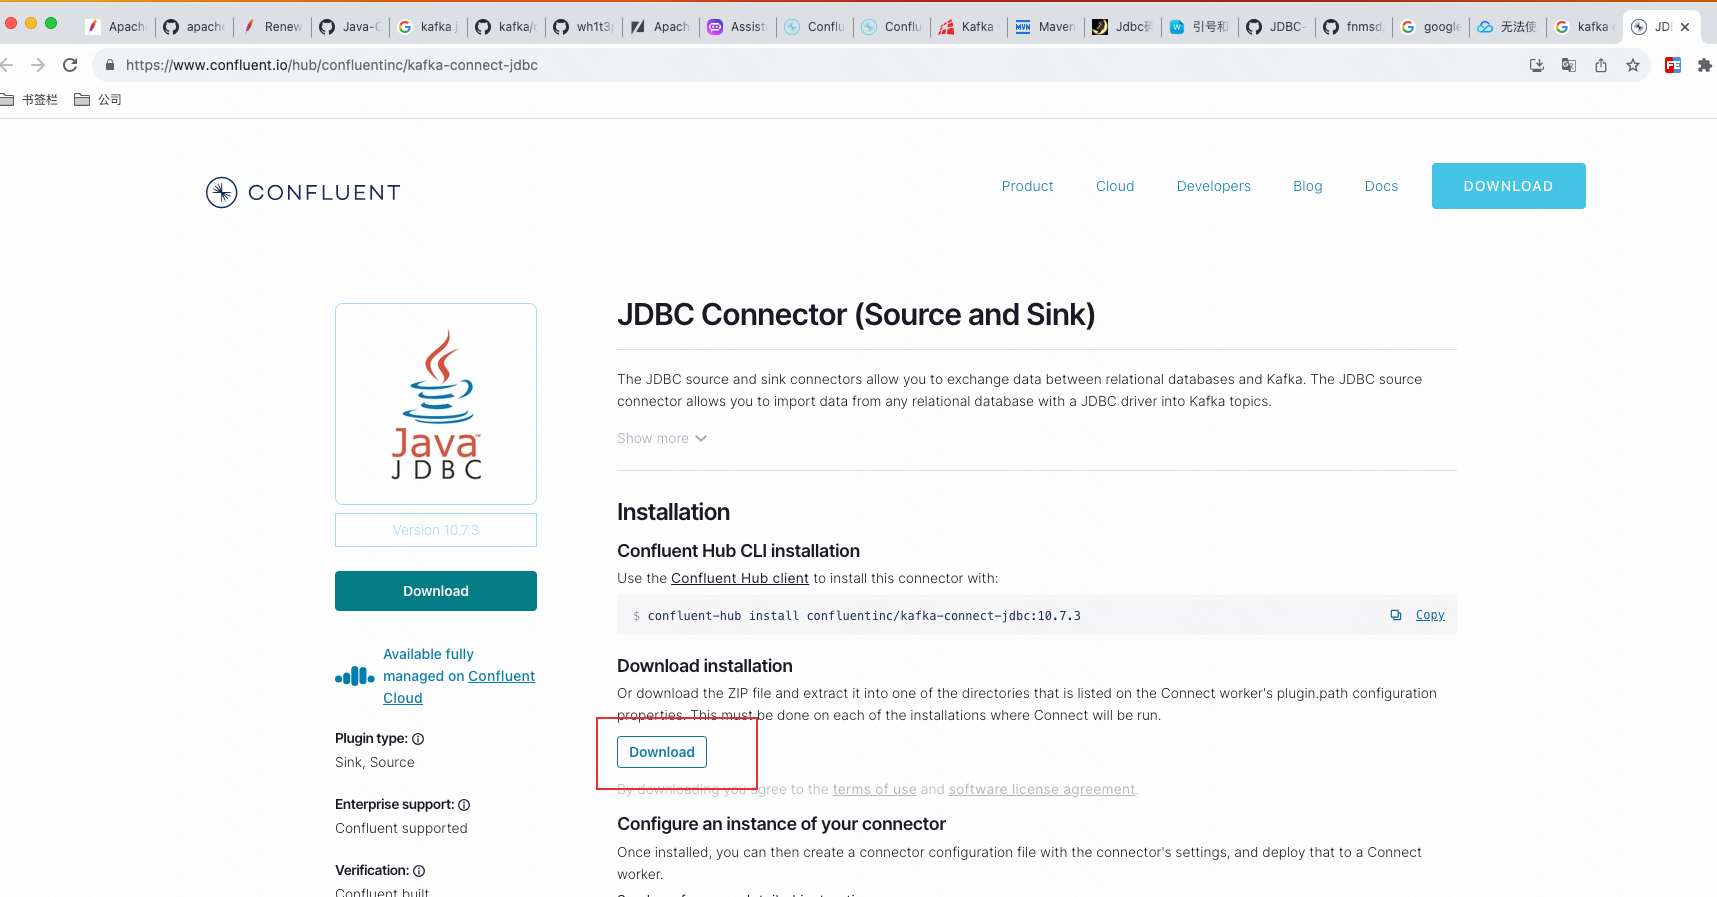 Apach
apache
Renew
Java-C
kafka j
kafka/c
wh1t3p
Apach
Assista
Conflu
Conflu
Kafka
Maven
Jdbc碎
引号和
JDBC-
fnmsd
google
无法使
kafka c
JDB
https://www.confluent.io/hub/confluentinc/kafka-connect-jdbc
书签栏
公司
CONFLUENT
Product
Cloud
Developers
Blog
Docs
DOWNLOAD
Java™
JDBC
Version 10.7.3
Download
Available fully
managed on Confluent
Cloud
Plugin type:
Sink, Source
Enterprise support:
Confluent supported
Verification:
Confluent built
JDBC Connector (Source and Sink)
The JDBC source and sink connectors allow you to exchange data between relational databases and Kafka. The JDBC source
connector allows you to import data from any relational database with a JDBC driver into Kafka topics.
Show more
Installation
Confluent Hub CLI installation
Use the Confluent Hub client to install this connector with:
$ confluent-hub install confluentinc/kafka-connect-jdbc:10.7.3
Copy
Download installation
Or download the ZIP file and extract it into one of the directories that is listed on the Connect worker's plugin.path configuration
properties. This must be done on each of the installations where Connect will be run.
Download
By downloading you agree to the terms of use and software license agreement.
Configure an instance of your connector
Once installed, you can then create a connector configuration file with the connector's settings, and deploy that to a Connect
worker.